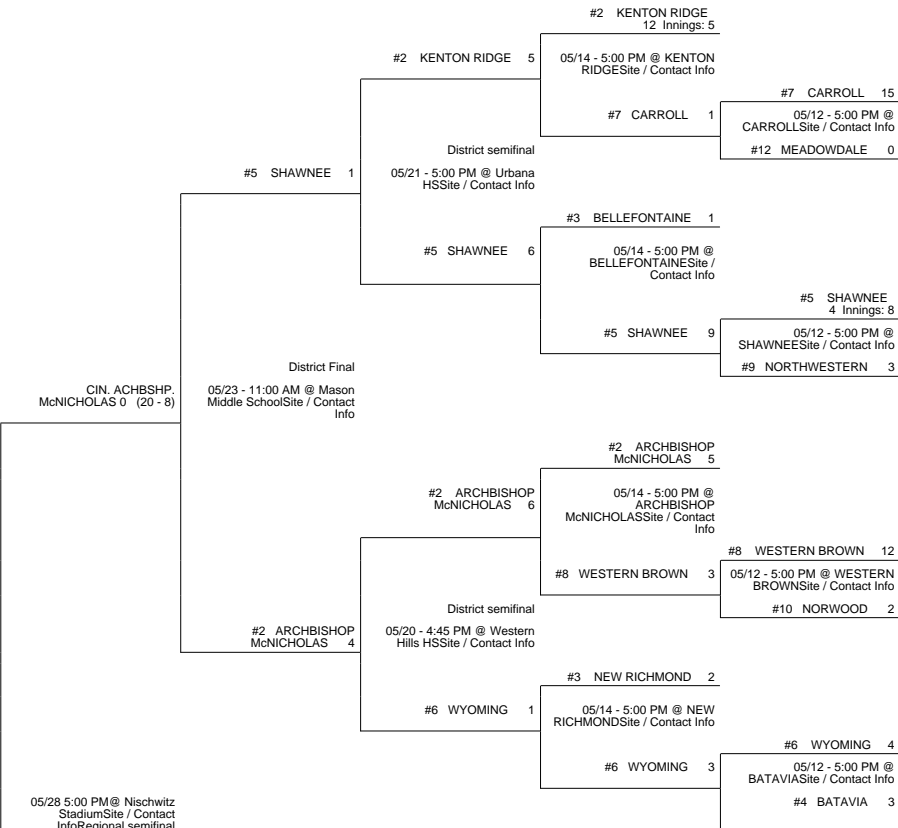 #2 KENTON RIDGE
12 Innings: 5
#2 KENTON RIDGE 5
05/14 - 5:00 PM @ KENTON
RIDGESite / Contact Info
#7 CARROLL 15
#7 CARROLL 1
05/12 - 5:00 PM @
CARROLLSite / Contact Info
#12 MEADOWDALE 0
District semifinal
#5 SHAWNEE 1
05/21 - 5:00 PM @ Urbana
HSSite / Contact Info
#3 BELLEFONTAINE 1
#5 SHAWNEE 6
05/14 - 5:00 PM @
BELLEFONTAINESite /
Contact Info
#5 SHAWNEE
4 Innings: 8
#5 SHAWNEE 9
05/12 - 5:00 PM @
SHAWNEESite / Contact Info
#9 NORTHWESTERN 3
District Final
CIN. ACHBSHP.
McNICHOLAS 0 (20 - 8)
05/23 - 11:00 AM @ Mason
Middle SchoolSite / Contact
Info
#2 ARCHBISHOP
McNICHOLAS 5
#2 ARCHBISHOP
McNICHOLAS 6
05/14 - 5:00 PM @
ARCHBISHOP
McNICHOLASSite / Contact
Info
#8 WESTERN BROWN 12
#8 WESTERN BROWN 3
05/12 - 5:00 PM @ WESTERN
BROWNSite / Contact Info
#10 NORWOOD 2
District semifinal
#2 ARCHBISHOP
McNICHOLAS 4
05/20 - 4:45 PM @ Western
Hills HSSite / Contact Info
#3 NEW RICHMOND 2
#6 WYOMING 1
05/14 - 5:00 PM @ NEW
RICHMONDSite / Contact Info
#6 WYOMING 4
#6 WYOMING 3
05/12 - 5:00 PM @
BATAVIASite / Contact Info
#4 BATAVIA 3
05/28 5:00 PM@ Nischwitz
StadiumSite / Contact
InfoRegional semifinal